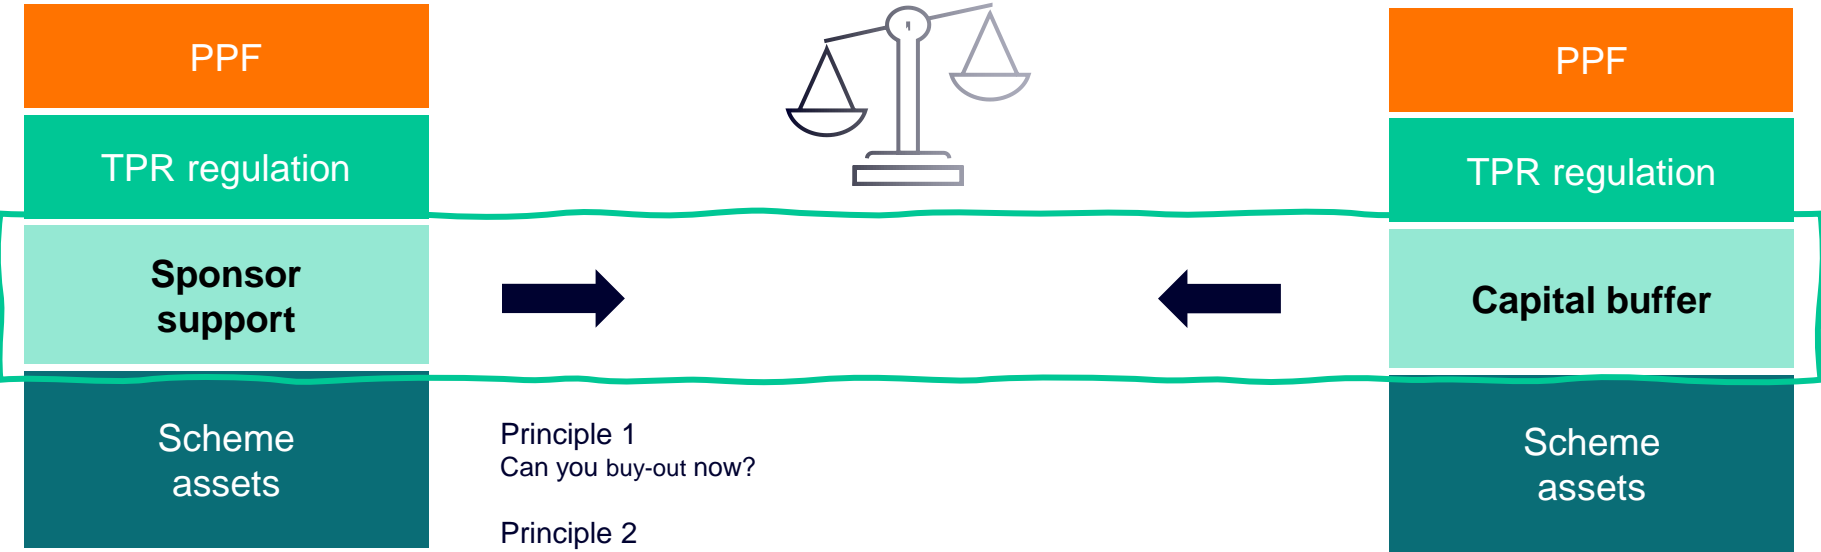 PPF
TPR regulation
Sponsor
support
Scheme
assets
Principle 1
Can you buy-out now?
Principle 2
PPF
TPR regulation
Capital buffer
Scheme
assets